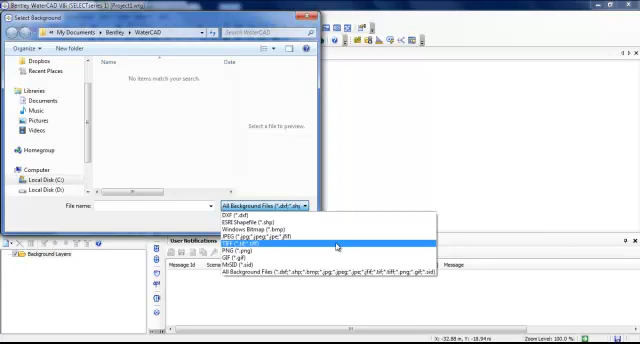 Bentley WaterCAD V8i (SELECTseries 1) [Project1.wtg]
Select Background
My Documents
Bentley
WaterCAD
Search WaterCAD
Organize
New folder
Dropbox
Recent Places
Libraries
Documents
Music
Pictures
Videos
Homegroup
Computer
Local Disk (C:)
Local Disk (D:)
Name
Date
No items match your search.
Select a file to preview.
File name:
All Background Files (*.dxf;*.shp
DXF (*.dxf)
ESRI Shapefile (*.shp)
Windows Bitmap (*.bmp)
JPEG (*.jpg;*.jpeg;*.jpe;*.jfif)
TIFF (*.tif;*.tiff)
PNG (*.png)
GIF (*.gif)
MrSID (*.sid)
All Background Files (*.dxf;*.shp;*.bmp;*.jpg;*.jpeg;*.jpe;*.jfif;*.tif;*.tiff;*.png;*.gif;*.sid)
Background Layers
User Notifications
Message Id
Scena
Message
X: -32.88 m, Y: -18.94 m
Zoom Level: 100.0 %